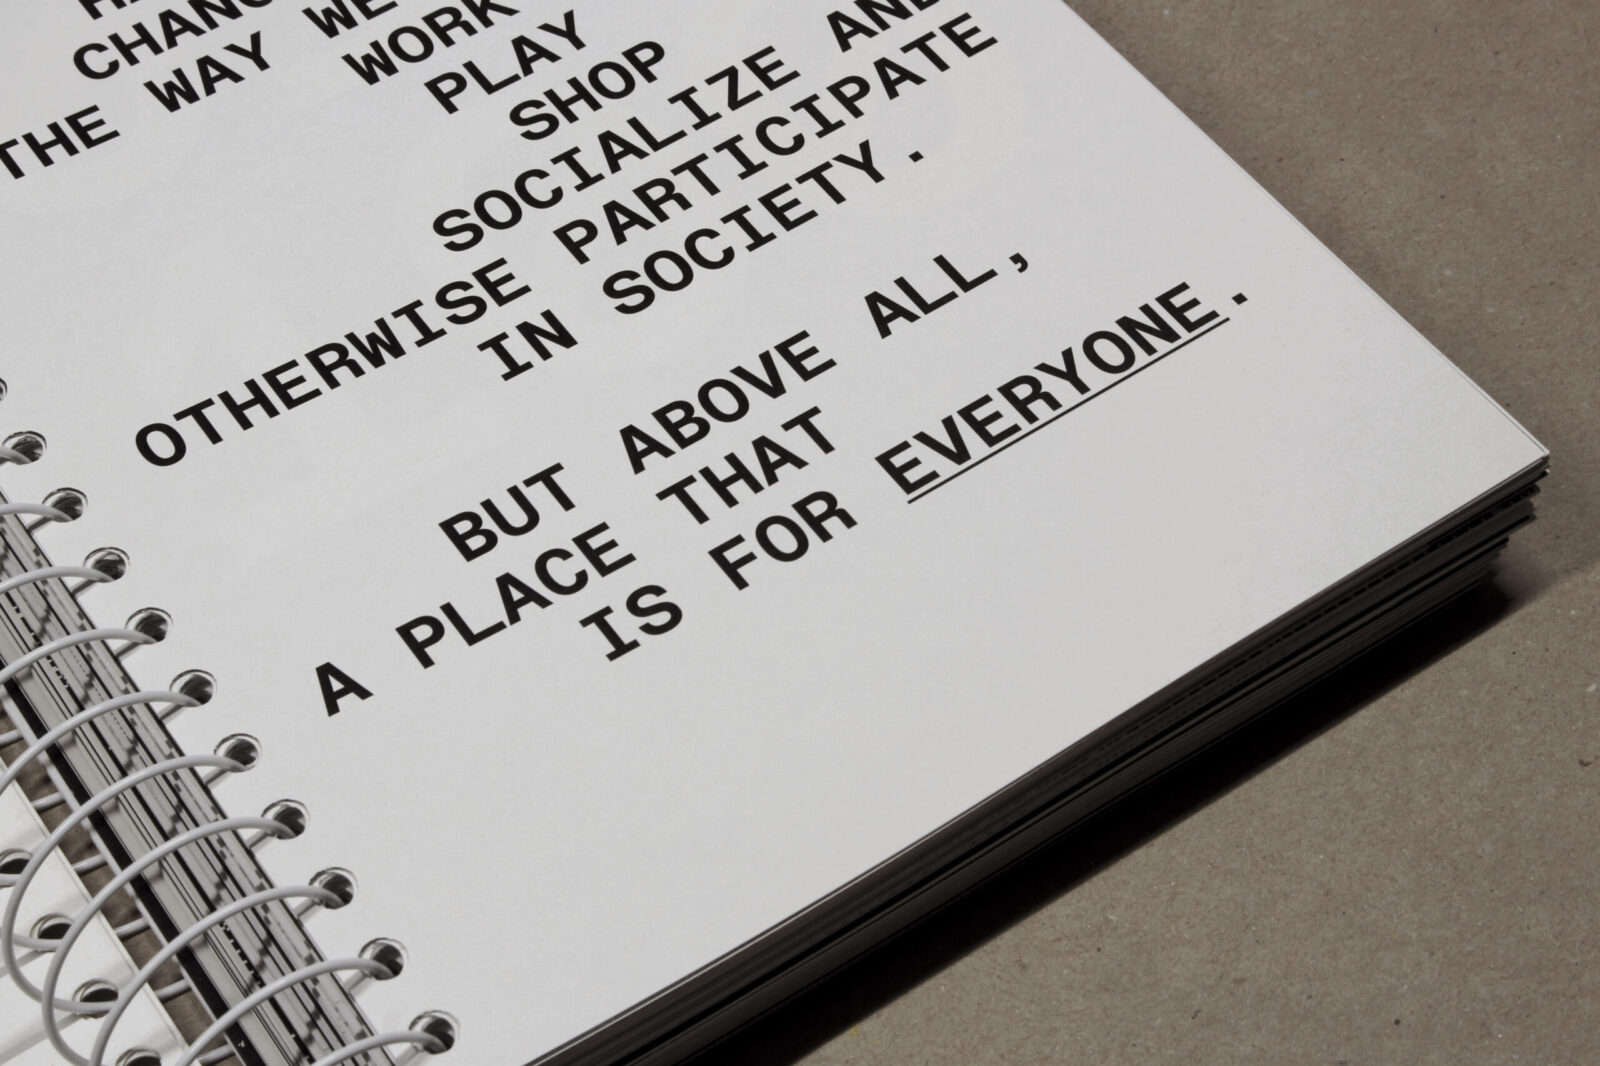 THE WAY WE
WORK
PLAY
SHOP
SOCIALIZE AND
OTHERWISE PARTICIPATE
IN SOCIETY.
BUT ABOVE ALL,
A PLACE THAT
IS FOR EVERYONE.